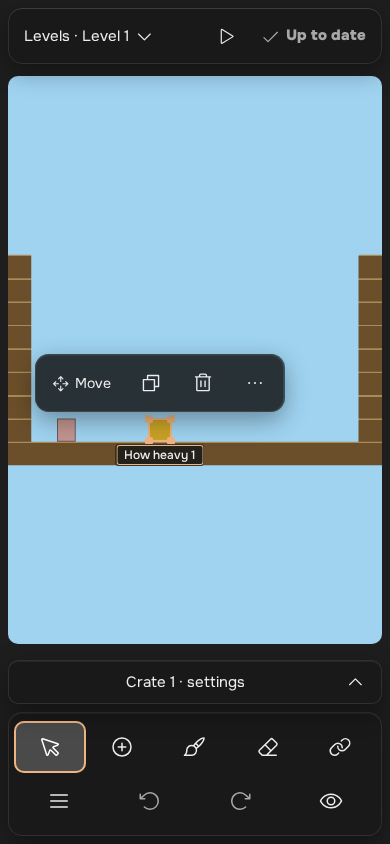 Levels · Level 1
Up to date
Move
How heavy 1
Crate 1 · settings